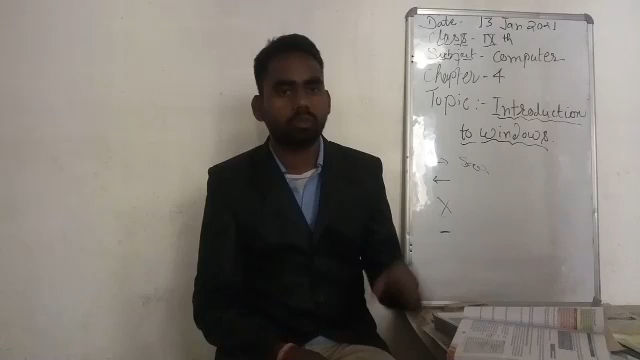 Date - 13 Jan 2021
Class - IX th
Subject - Computer
Chapter - 4
Topic :- Introduction
to windows.
→
←
X
-